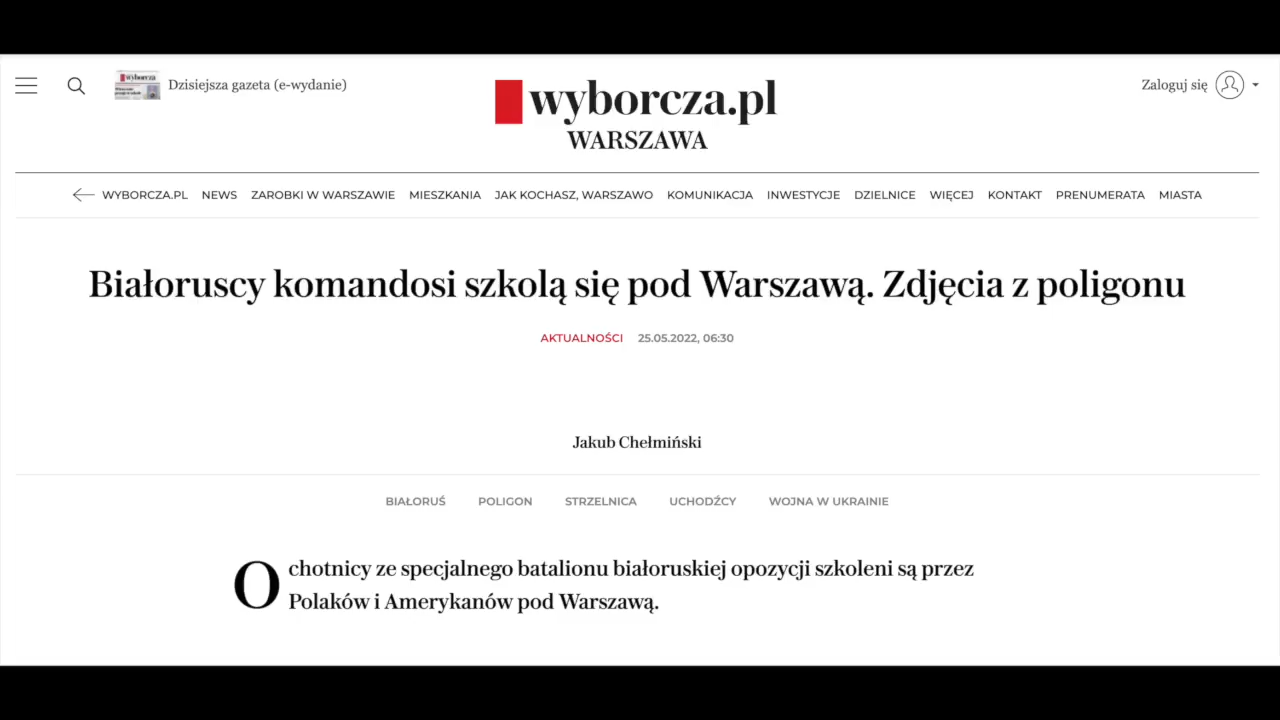 Dzisiejsza gazeta (e-wydanie)
wyborcza.pl
WARSZAWA
Zaloguj się
WYBORCZA.PL NEWS ZAROBKI W WARSZAWIE MIESZKANIA JAK KOCHASZ, WARSZAWO KOMUNIKACJA INWESTYCJE DZIELNICE WIĘCEJ KONTAKT PRENUMERATA MIASTA
Białoruscy komandosi szkolą się pod Warszawą. Zdjęcia z poligonu
AKTUALNOŚCI 25.05.2022, 06:30
Jakub Chełmiński
BIAŁORUŚ POLIGON STRZELNICA UCHODŹCY WOJNA W UKRAINIE
Ochotnicy ze specjalnego batalionu białoruskiej opozycji szkoleni są przez
Polaków i Amerykanów pod Warszawą.